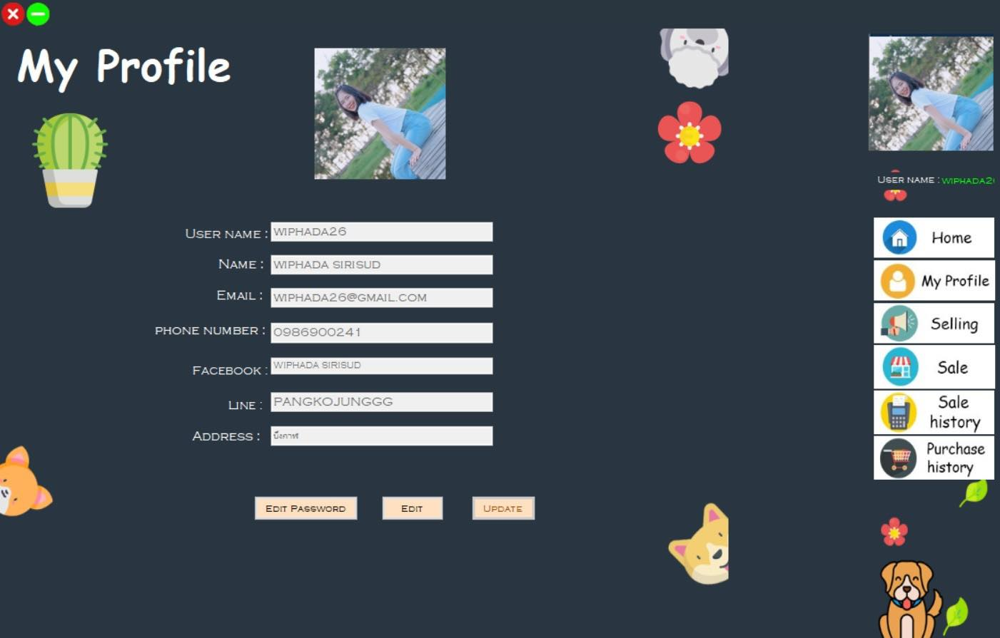 My Profile
USER NAME : WIPHADA26
NAME : WIPHADA SIRISUD
EMAIL : WIPHADA26@GMAIL.COM
PHONE NUMBER : 0986900241
FACEBOOK : WIPHADA SIRISUD
LINE : PANGKOJUNGGG
ADDRESS : บึงกาฬ
EDIT PASSWORD
EDIT
UPDATE
USER NAME : WIPHADA26
Home
My Profile
Selling
Sale
Sale
history
Purchase
history